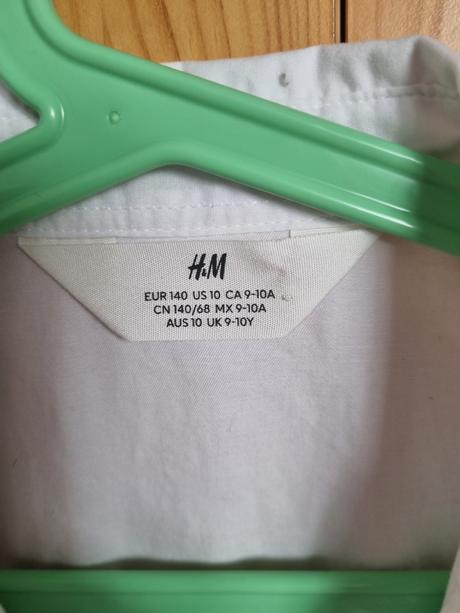 H&M
EUR 140 US 10 CA 9-10A
CN 140/68 MX 9-10A
AUS 10 UK 9-10Y